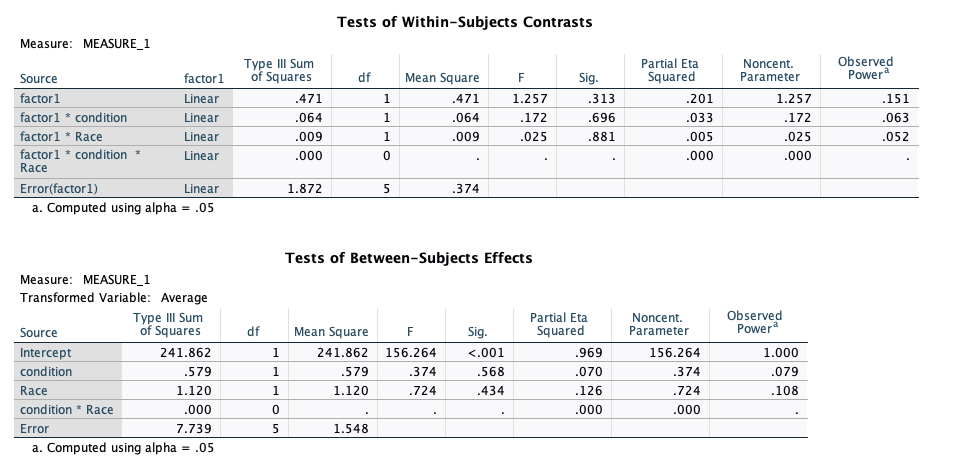 Tests of Within-Subjects Contrasts
Measure: MEASURE_1
Source factor1 Type III Sum of Squares df Mean Square F Sig. Partial Eta Squared Noncent. Parameter Observed Power^a
factor1 Linear .471 1 .471 1.257 .313 .201 1.257 .151
factor1 * condition Linear .064 1 .064 .172 .696 .033 .172 .063
factor1 * Race Linear .009 1 .009 .025 .881 .005 .025 .052
factor1 * condition * Race Linear .000 0 . . . .000 .000 .
Error(factor1) Linear 1.872 5 .374
a. Computed using alpha = .05
Tests of Between-Subjects Effects
Measure: MEASURE_1
Transformed Variable: Average
Source Type III Sum of Squares df Mean Square F Sig. Partial Eta Squared Noncent. Parameter Observed Power^a
Intercept 241.862 1 241.862 156.264 <.001 .969 156.264 1.000
condition .579 1 .579 .374 .568 .070 .374 .079
Race 1.120 1 1.120 .724 .434 .126 .724 .108
condition * Race .000 0 . . . .000 .000 .
Error 7.739 5 1.548
a. Computed using alpha = .05